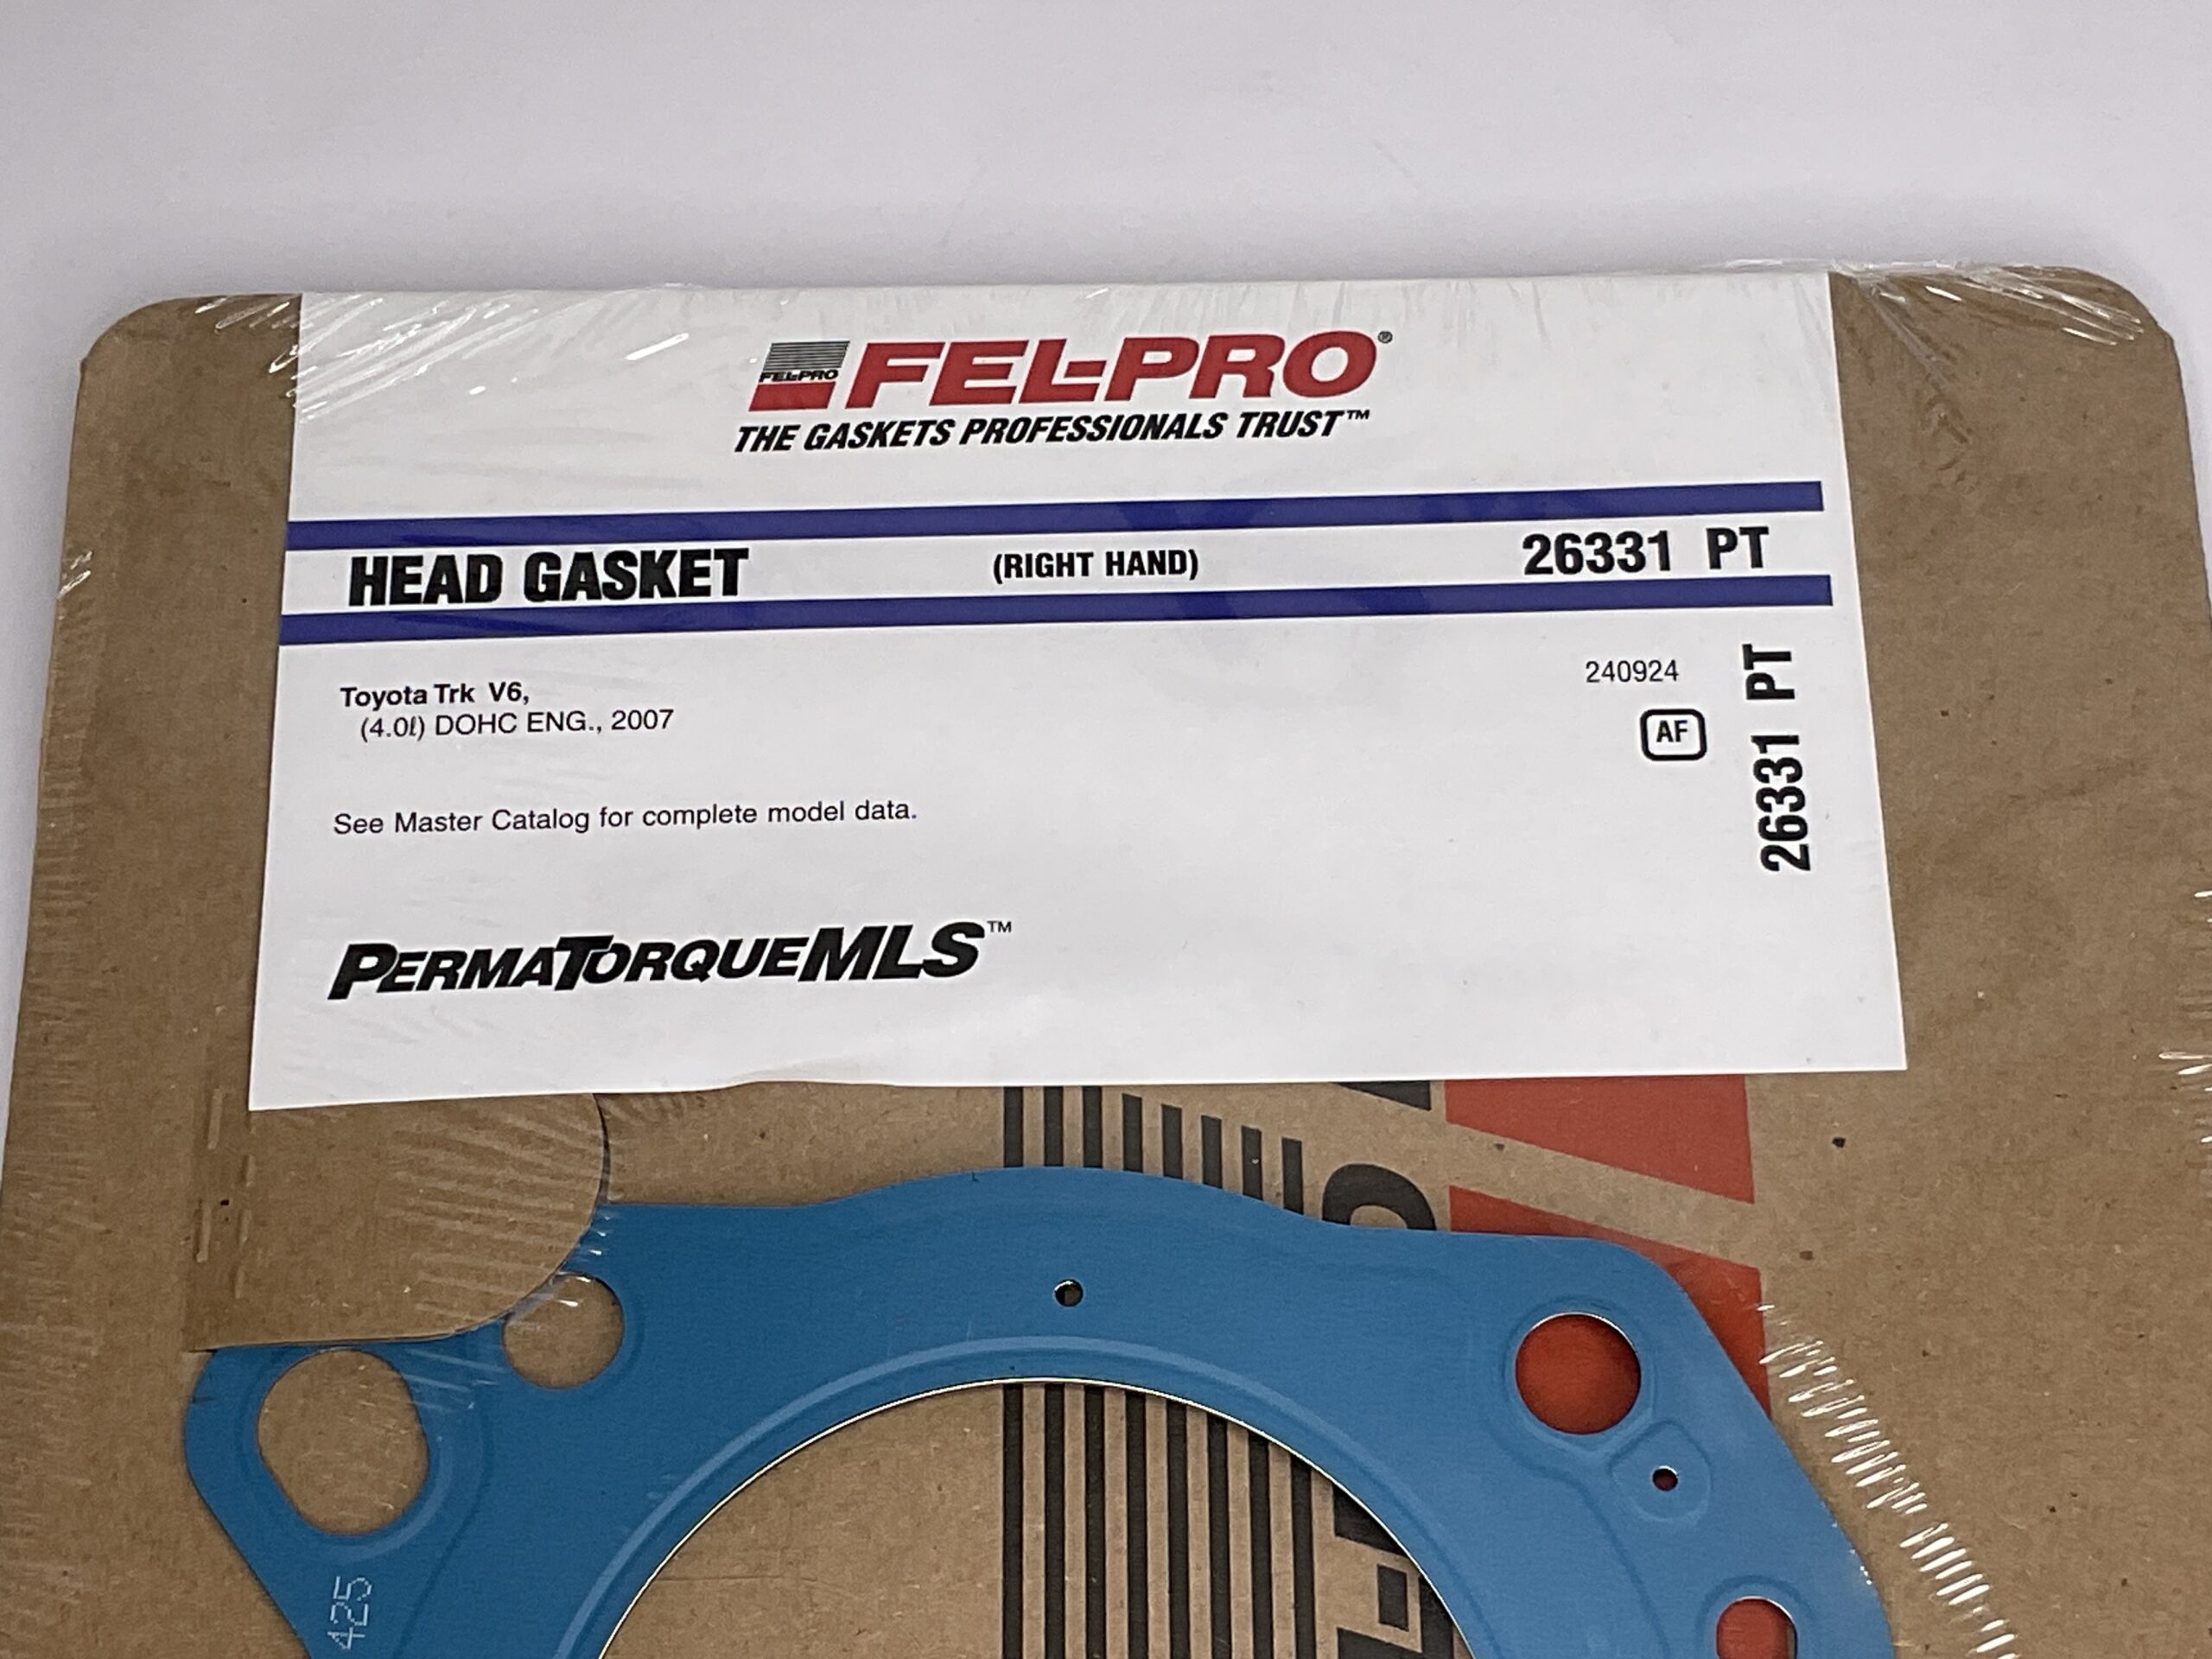 FEL-PRO
FEL-PRO®
THE GASKETS PROFESSIONALS TRUST™
HEAD GASKET (RIGHT HAND) 26331 PT
Toyota Trk V6,
(4.0ℓ) DOHC ENG., 2007
240924
AF
26331 PT
See Master Catalog for complete model data.
PERMATORQUEMLS™
425